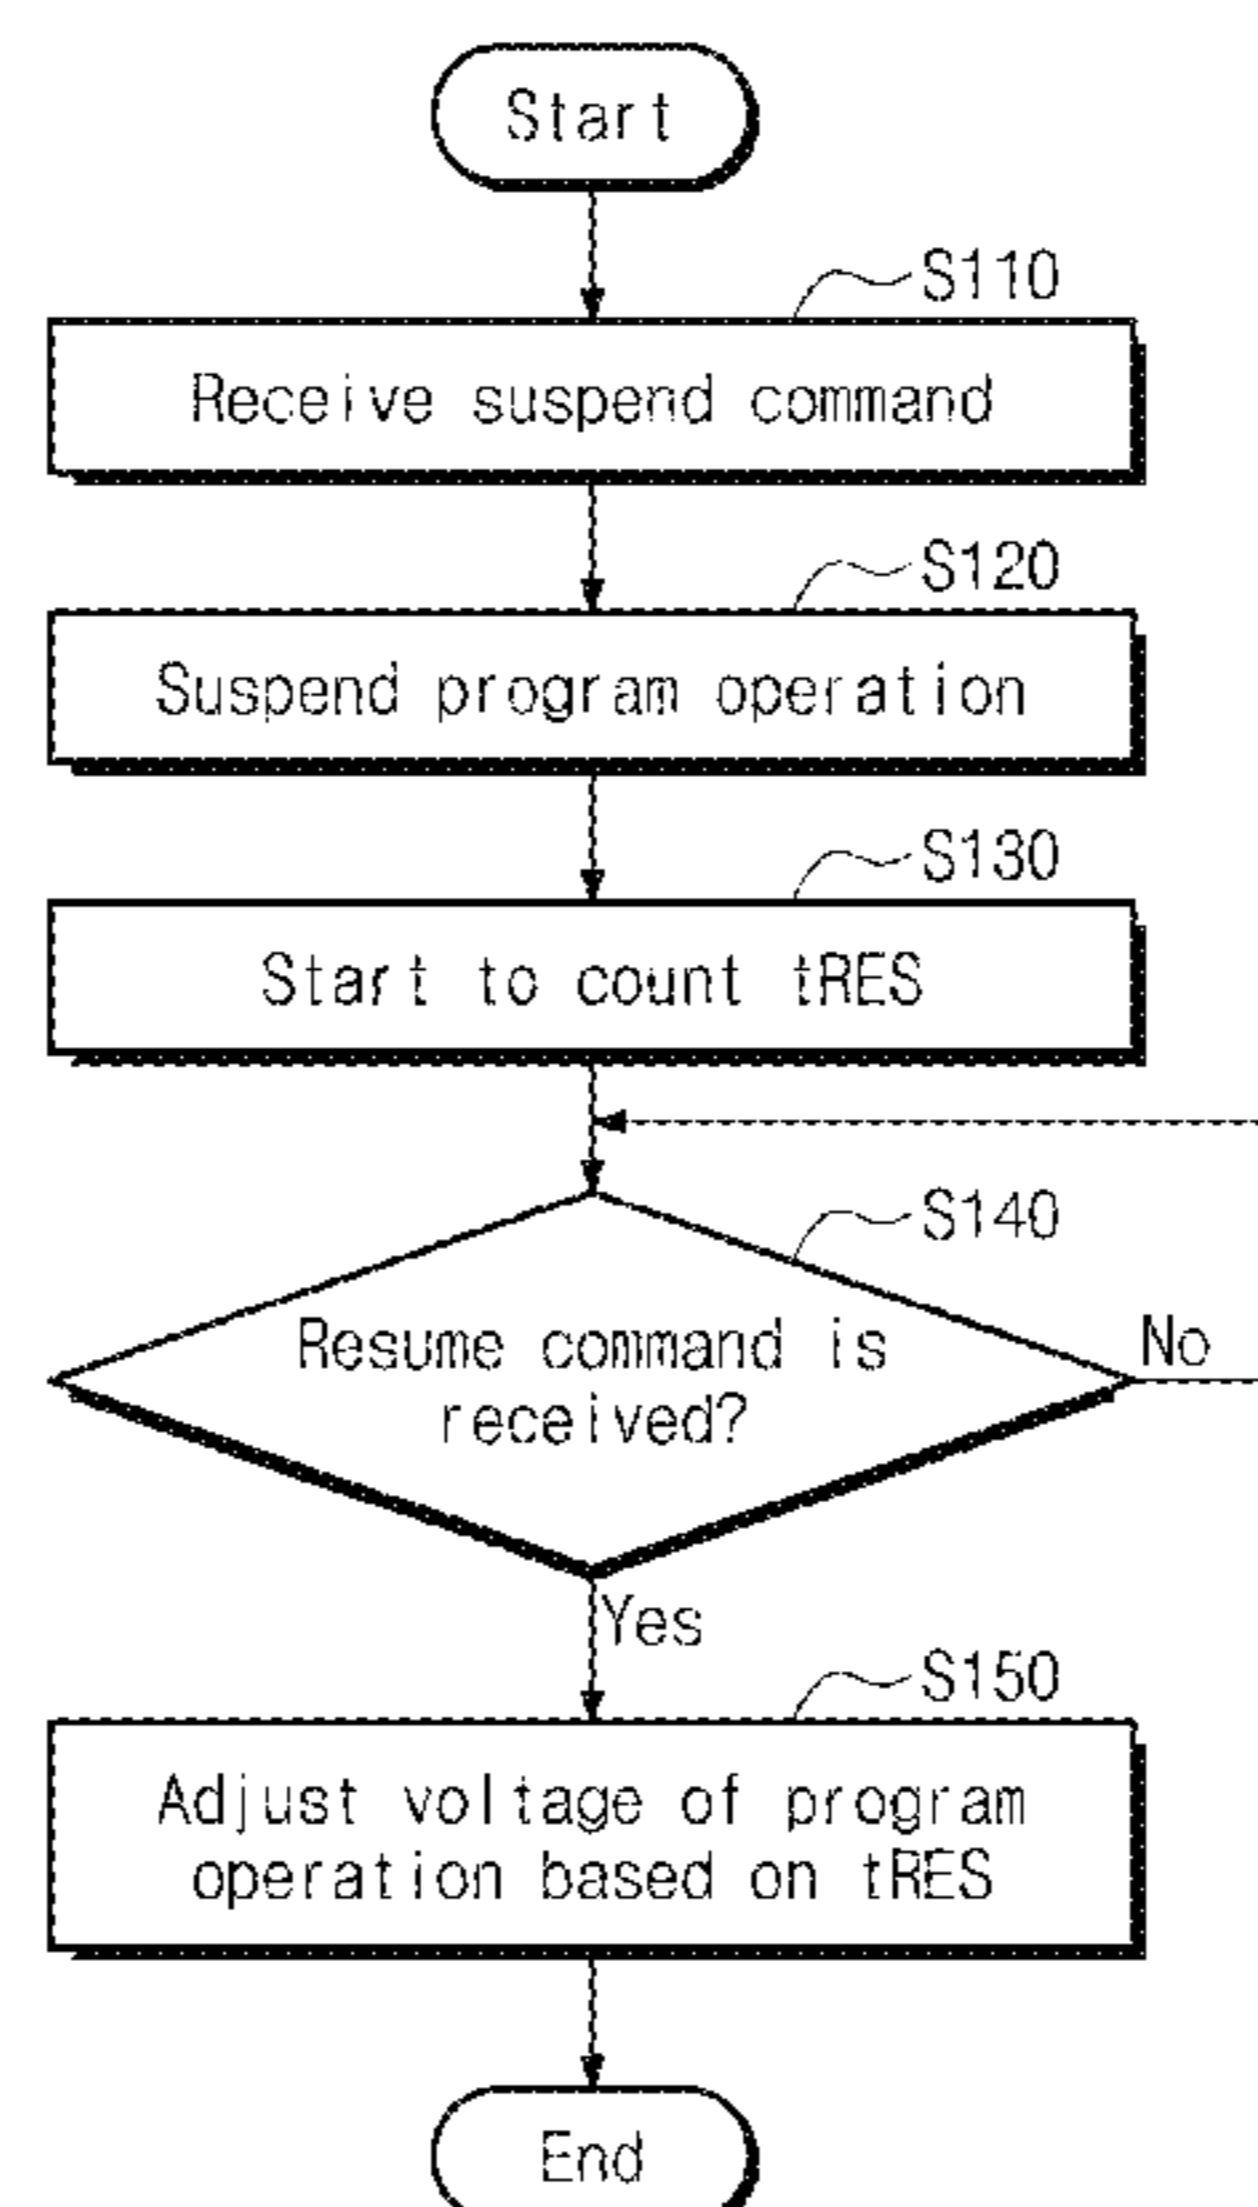 Start
S110
Receive suspend command
S120
Suspend program operation
S130
Start to count tRES
S140
Resume command is
received?
No
Yes
S150
Adjust voltage of program
operation based on tRES
End